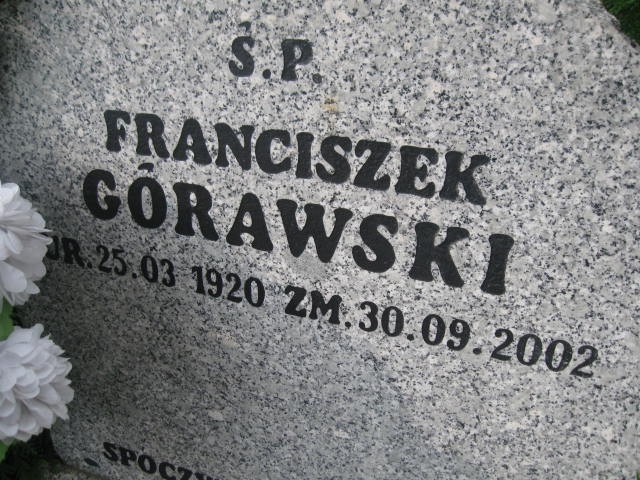 Ś.P.
FRANCISZEK
GÓRAWSKI
UR.25.03 1920 ZM.30.09.2002